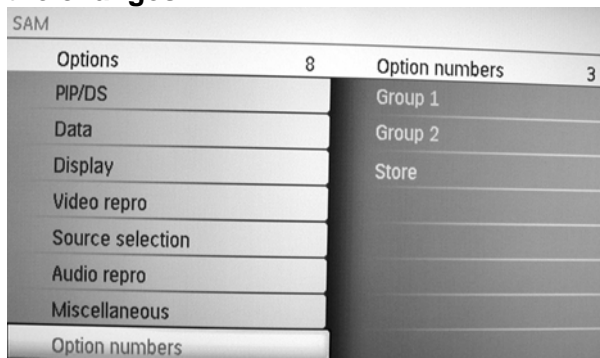 SAM
Options 8 Option numbers 3
PIP/DS Group 1
Data Group 2
Display Store
Video repro
Source selection
Audio repro
Miscellaneous
Option numbers